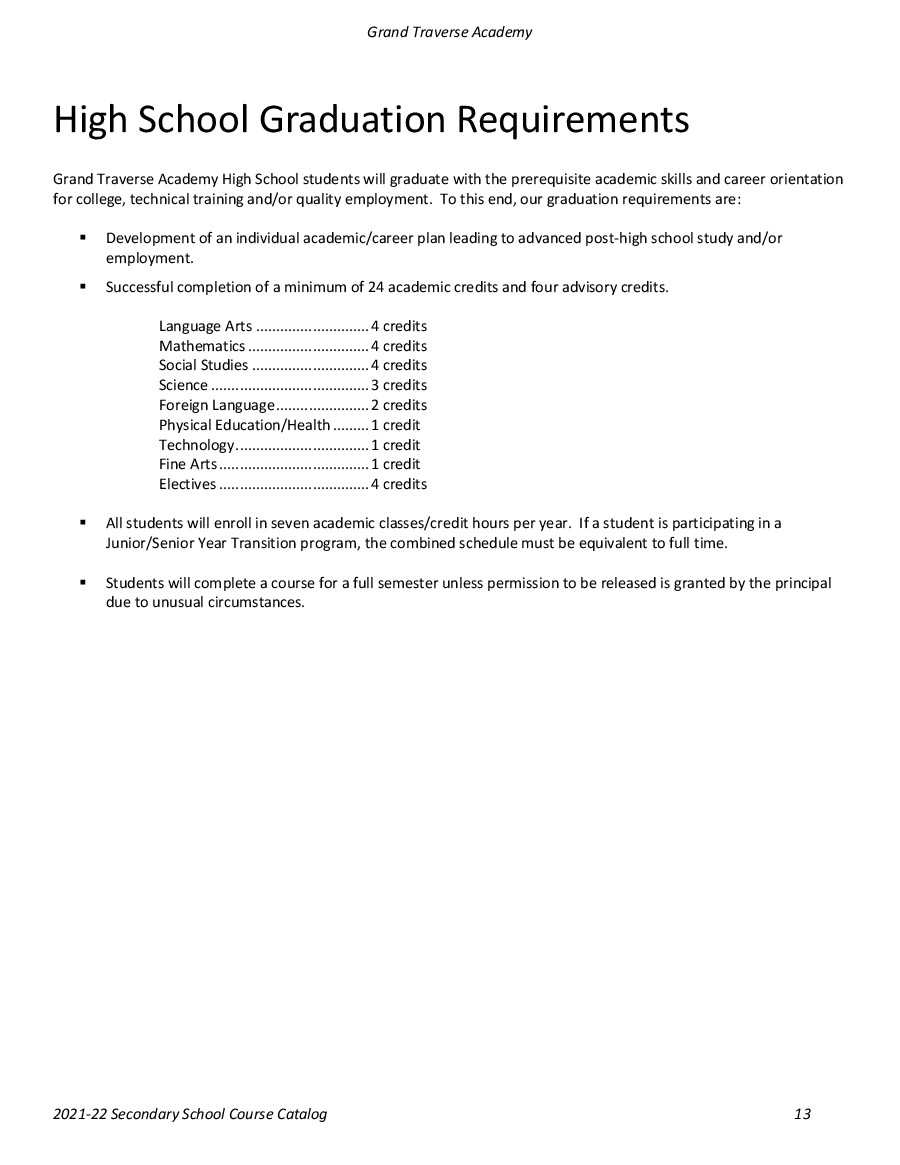 Grand Traverse Academy
High School Graduation Requirements
Grand Traverse Academy High School students will graduate with the prerequisite academic skills and career orientation
for college, technical training and/or quality employment.  To this end, our graduation requirements are:
▪ Development of an individual academic/career plan leading to advanced post-high school study and/or
employment.
▪ Successful completion of a minimum of 24 academic credits and four advisory credits.
Language Arts ............................ 4 credits
Mathematics .............................. 4 credits
Social Studies ............................. 4 credits
Science ....................................... 3 credits
Foreign Language....................... 2 credits
Physical Education/Health ......... 1 credit
Technology................................. 1 credit
Fine Arts..................................... 1 credit
Electives ..................................... 4 credits
▪ All students will enroll in seven academic classes/credit hours per year.  If a student is participating in a
Junior/Senior Year Transition program, the combined schedule must be equivalent to full time.
▪ Students will complete a course for a full semester unless permission to be released is granted by the principal
due to unusual circumstances.
2021-22 Secondary School Course Catalog 13